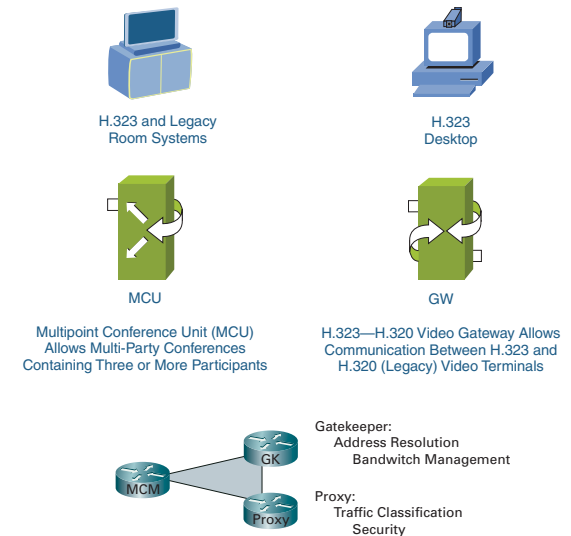 H.323 and Legacy
Room Systems
H.323
Desktop
MCU
GW
Multipoint Conference Unit (MCU)
Allows Multi-Party Conferences
Containing Three or More Participants
H.323—H.320 Video Gateway Allows
Communication Between H.323 and
H.320 (Legacy) Video Terminals
MCM
GK
Proxy
Gatekeeper:
Address Resolution
Bandwitch Management
Proxy:
Traffic Classification
Security